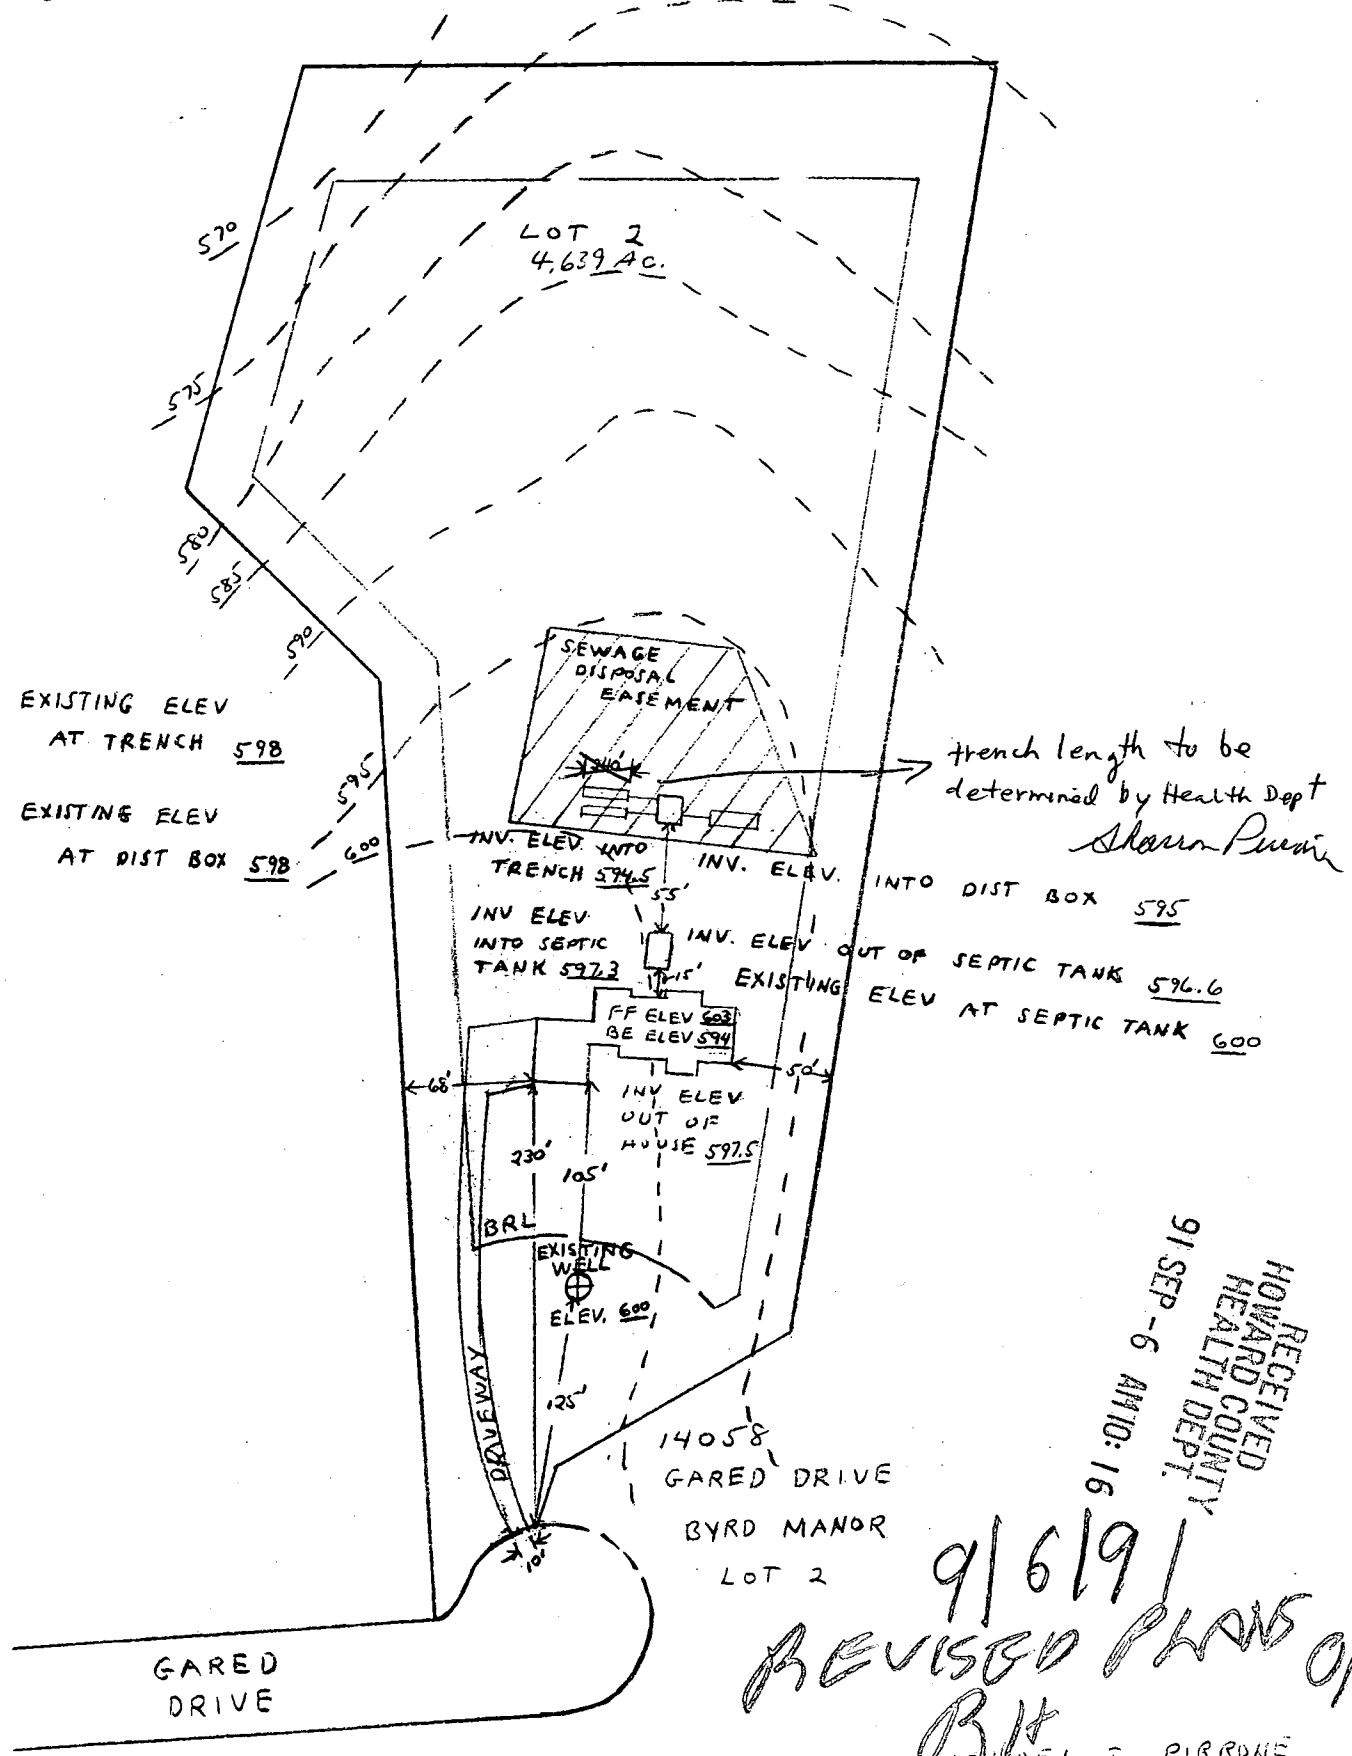 570
LOT 2
4,639 Ac.
575
580
585
590
SEWAGE
DISPOSAL
EASEMENT
EXISTING ELEV
AT TRENCH 598
595
EXISTING ELEV
AT DIST BOX 598
600
240'
trench length to be
determined by Health Dept
INV. ELEV INTO
TRENCH 594.5
INV. ELEV. INTO DIST BOX 595
55'
INV ELEV
INTO SEPTIC
TANK 597.3
INV. ELEV OUT OF SEPTIC TANK 596.6
15'
EXISTING ELEV AT SEPTIC TANK 600
FF ELEV 603
BE ELEV 594
68'
50'
INV ELEV
OUT OF
HOUSE 597.5
230'
105'
BRL
EXISTING
WELL
ELEV. 600
125'
DRIVEWAY
10'
14058
GARED DRIVE
BYRD MANOR
LOT 2
RECEIVED
HOWARD COUNTY
HEALTH DEPT.
91 SEP -6 AM 10:16
9/6/91
REVISED PLANS
GARED
DRIVE